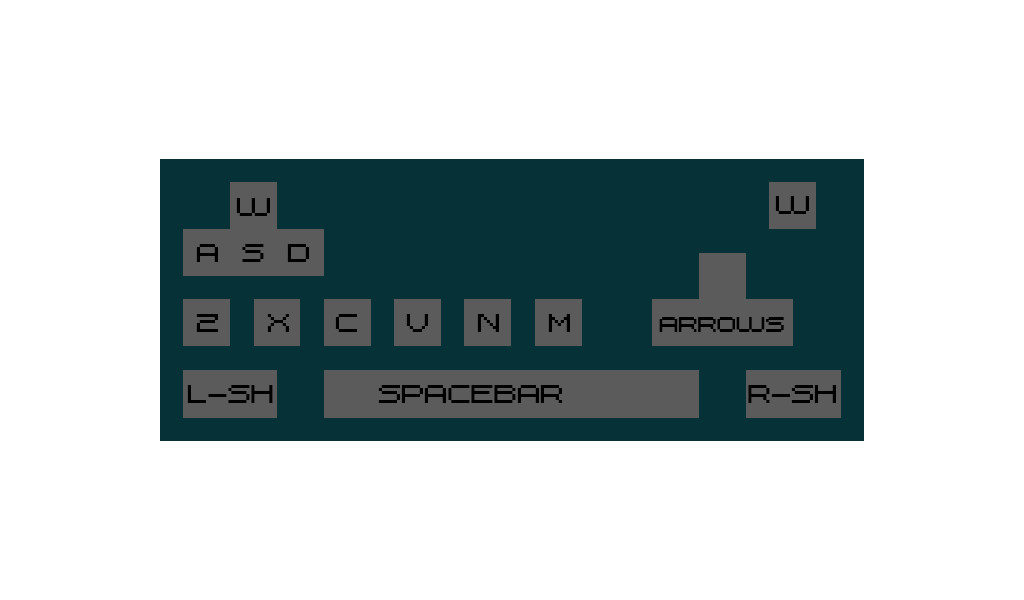 W W
A S D
Z X C V N M ARROWS
L-SH SPACEBAR R-SH